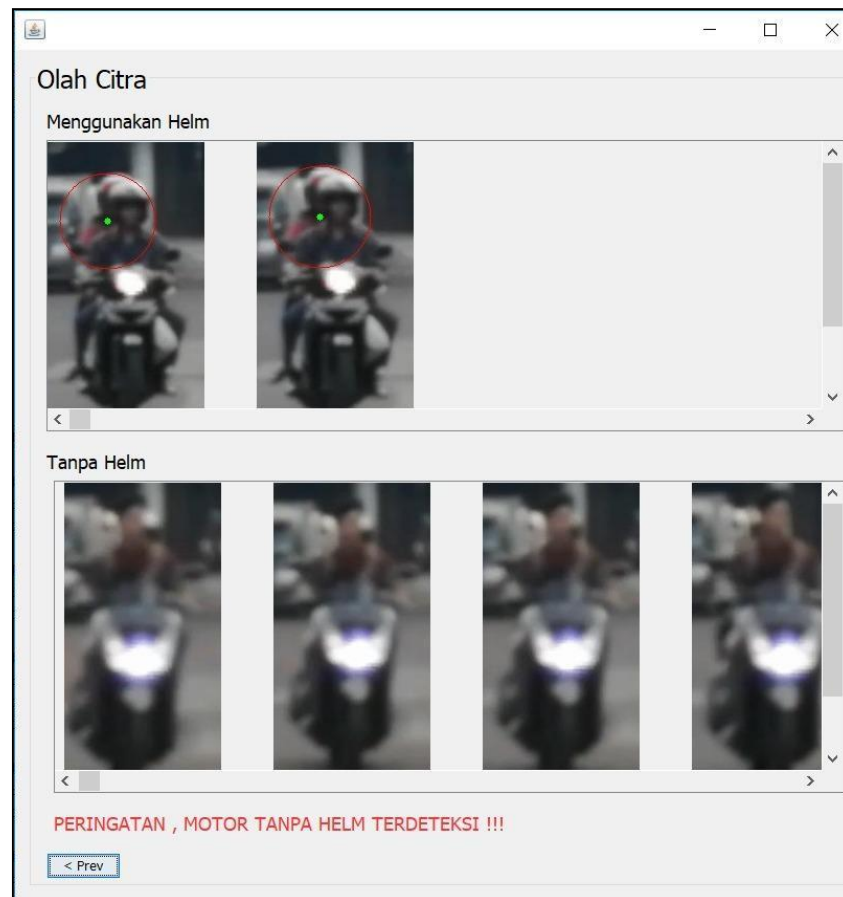 Olah Citra
Menggunakan Helm
Tanpa Helm
PERINGATAN , MOTOR TANPA HELM TERDETEKSI !!!
< Prev